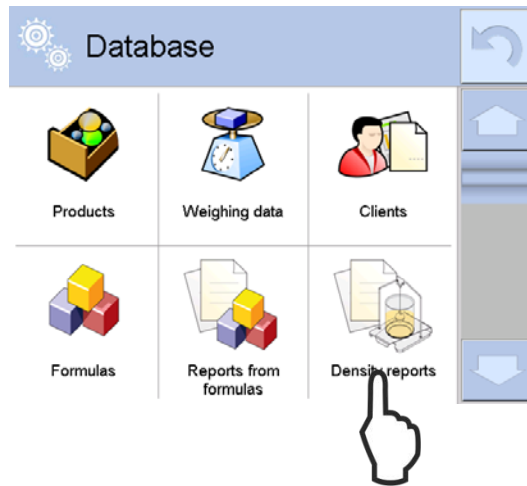 Database
Products
Weighing data
Clients
Formulas
Reports from
formulas
Density reports